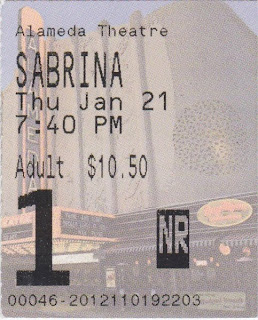 Alameda Theatre
SABRINA
Thu Jan 21
7:40 PM
Adult $10.50
1
NR
00046-2012110192203